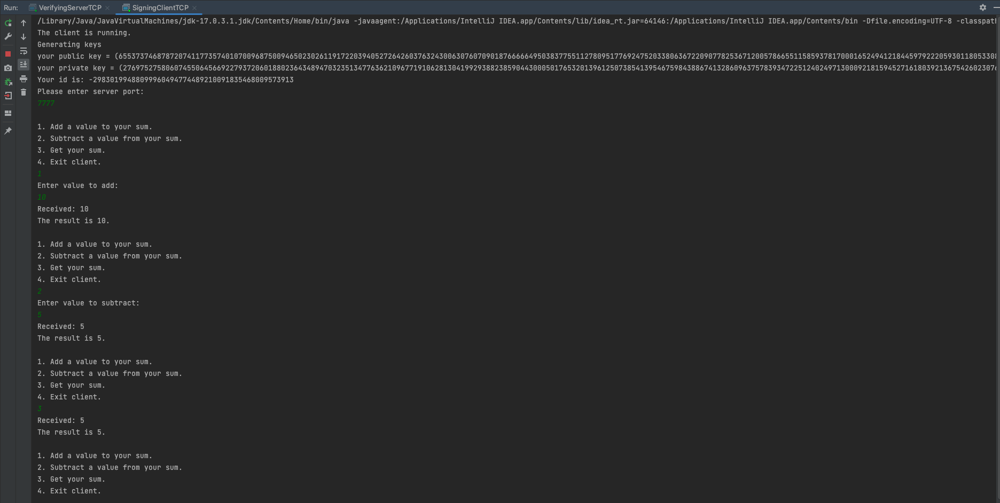 Run: VerifyingServerTCP SigningClientTCP
/Library/Java/JavaVirtualMachines/jdk-17.0.3.1.jdk/Contents/Home/bin/java -javaagent:/Applications/IntelliJ IDEA.app/Contents/lib/idea_rt.jar=64146:/Applications/IntelliJ IDEA.app/Contents/bin -Dfile.encoding=UTF-8 -classpath
The client is running.
Generating keys
your public key = (
your private key = (
Your id is: -298301994880999604947744892100918354680095739​13
Please enter server port:
7777
1. Add a value to your sum.
2. Subtract a value from your sum.
3. Get your sum.
4. Exit client.
1
Enter value to add:
10
Received: 10
The result is 10.
1. Add a value to your sum.
2. Subtract a value from your sum.
3. Get your sum.
4. Exit client.
2
Enter value to subtract:
5
Received: 5
The result is 5.
1. Add a value to your sum.
2. Subtract a value from your sum.
3. Get your sum.
4. Exit client.
3
Received: 5
The result is 5.
1. Add a value to your sum.
2. Subtract a value from your sum.
3. Get your sum.
4. Exit client.